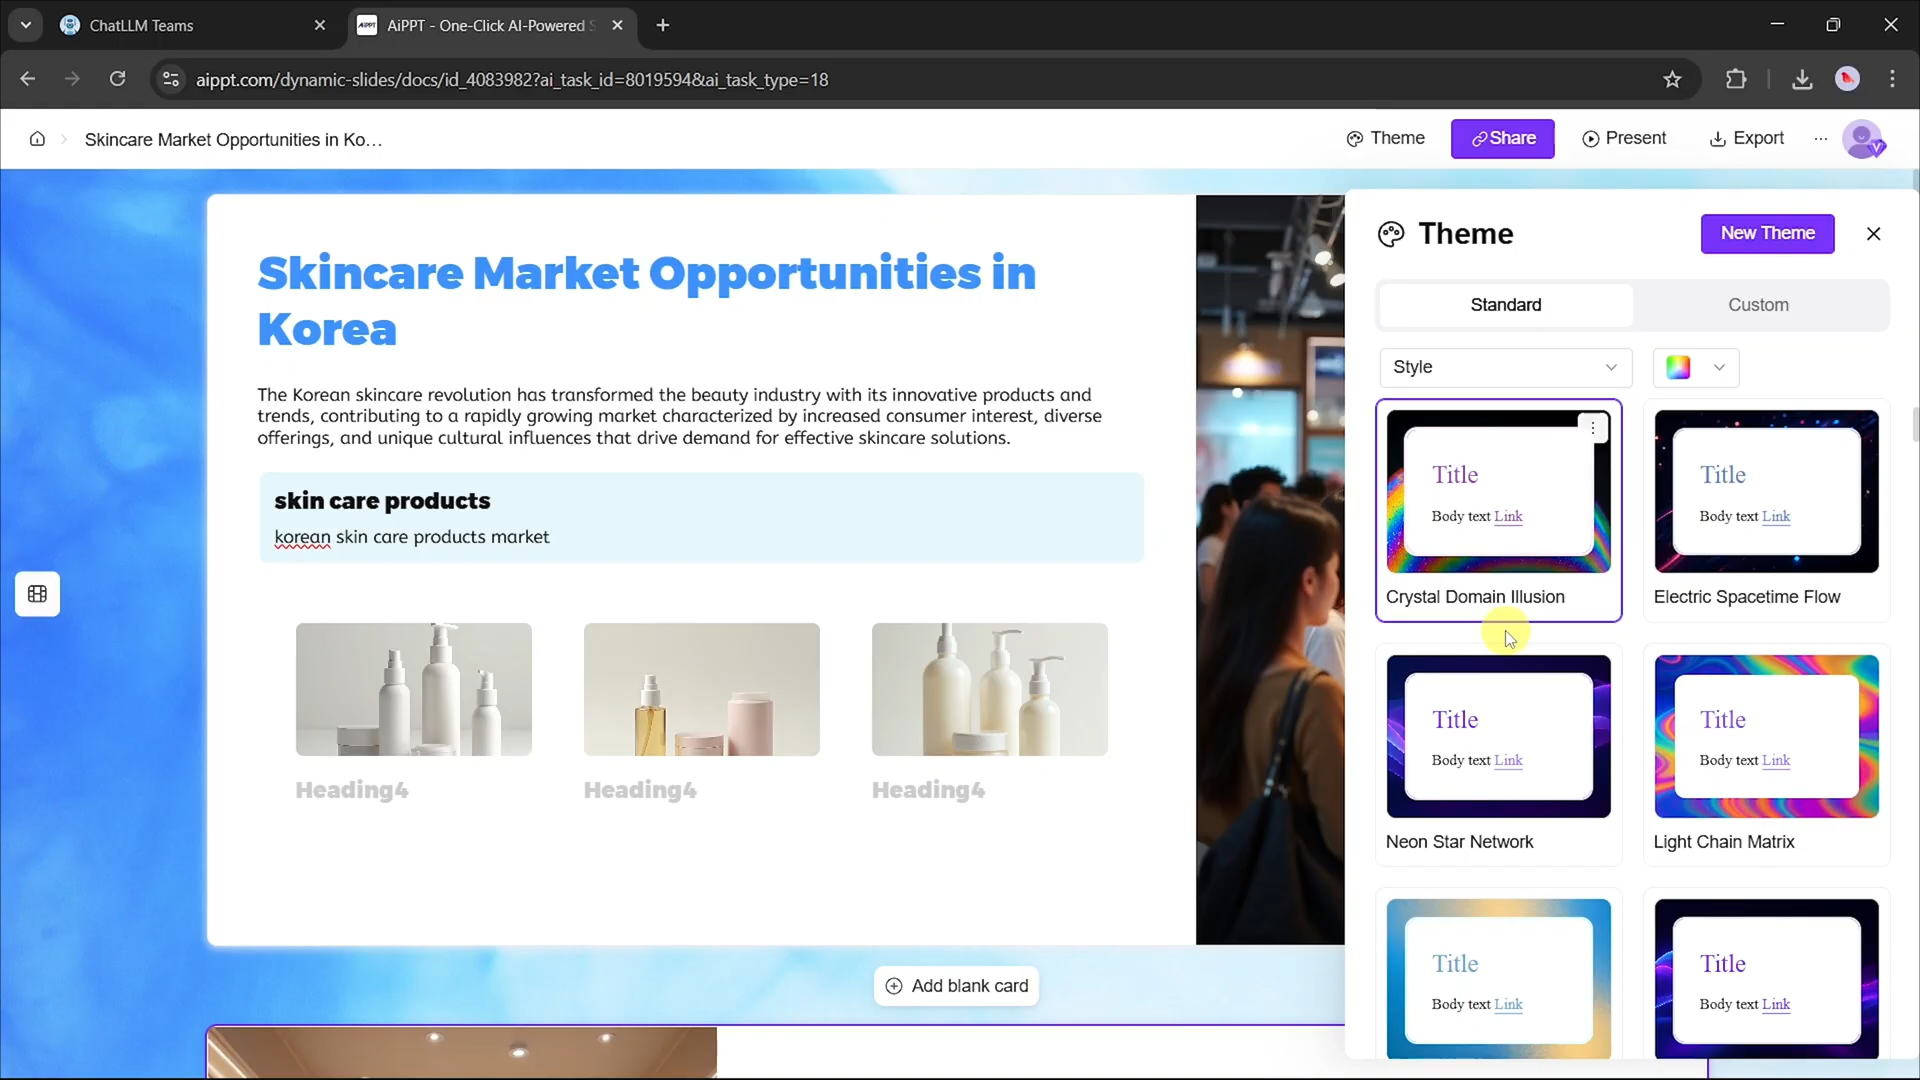 ChatLLM Teams
AiPPT - One-Click AI-Powered S
aippt.com/dynamic-slides/docs/id_4083982?ai_task_id=8019594&ai_task_type=18
Skincare Market Opportunities in Ko...
Theme
Share
Present
Export
Skincare Market Opportunities in
Korea
The Korean skincare revolution has transformed the beauty industry with its innovative products and
trends, contributing to a rapidly growing market characterized by increased consumer interest, diverse
offerings, and unique cultural influences that drive demand for effective skincare solutions.
skin care products
korean skin care products market
Heading4
Heading4
Heading4
Add blank card
Theme
New Theme
Standard
Custom
Style
Title
Body text Link
Crystal Domain Illusion
Title
Body text Link
Electric Spacetime Flow
Title
Body text Link
Neon Star Network
Title
Body text Link
Light Chain Matrix
Title
Body text Link
Title
Body text Link